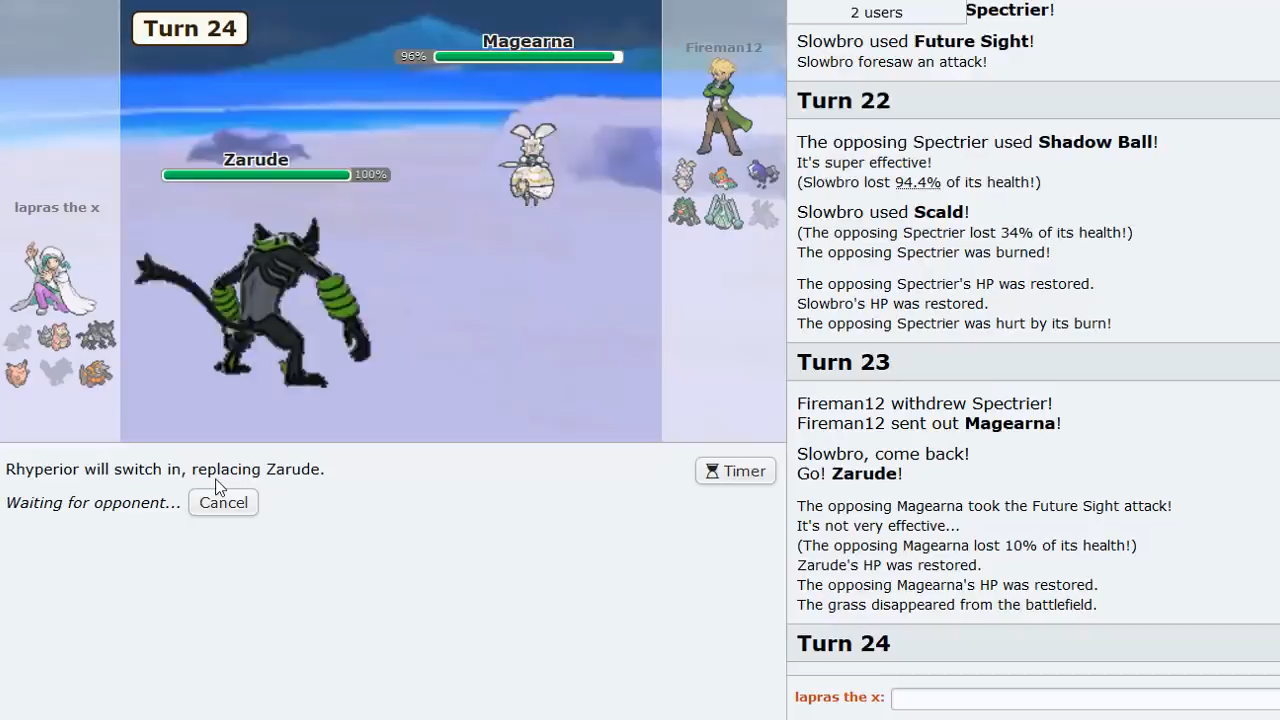 Turn 24
Magearna
96%
Zarude
100%
lapras the x
Fireman12
Rhyperior will switch in, replacing Zarude.
Waiting for opponent...
Cancel
Timer
2 users
Spectrier!
Slowbro used Future Sight!
Slowbro foresaw an attack!
Turn 22
The opposing Spectrier used Shadow Ball!
It's super effective!
(Slowbro lost 94.4% of its health!)
Slowbro used Scald!
(The opposing Spectrier lost 34% of its health!)
The opposing Spectrier was burned!
The opposing Spectrier's HP was restored.
Slowbro's HP was restored.
The opposing Spectrier was hurt by its burn!
Turn 23
Fireman12 withdrew Spectrier!
Fireman12 sent out Magearna!
Slowbro, come back!
Go! Zarude!
The opposing Magearna took the Future Sight attack!
It's not very effective...
(The opposing Magearna lost 10% of its health!)
Zarude's HP was restored.
The opposing Magearna's HP was restored.
The grass disappeared from the battlefield.
Turn 24
lapras the x: